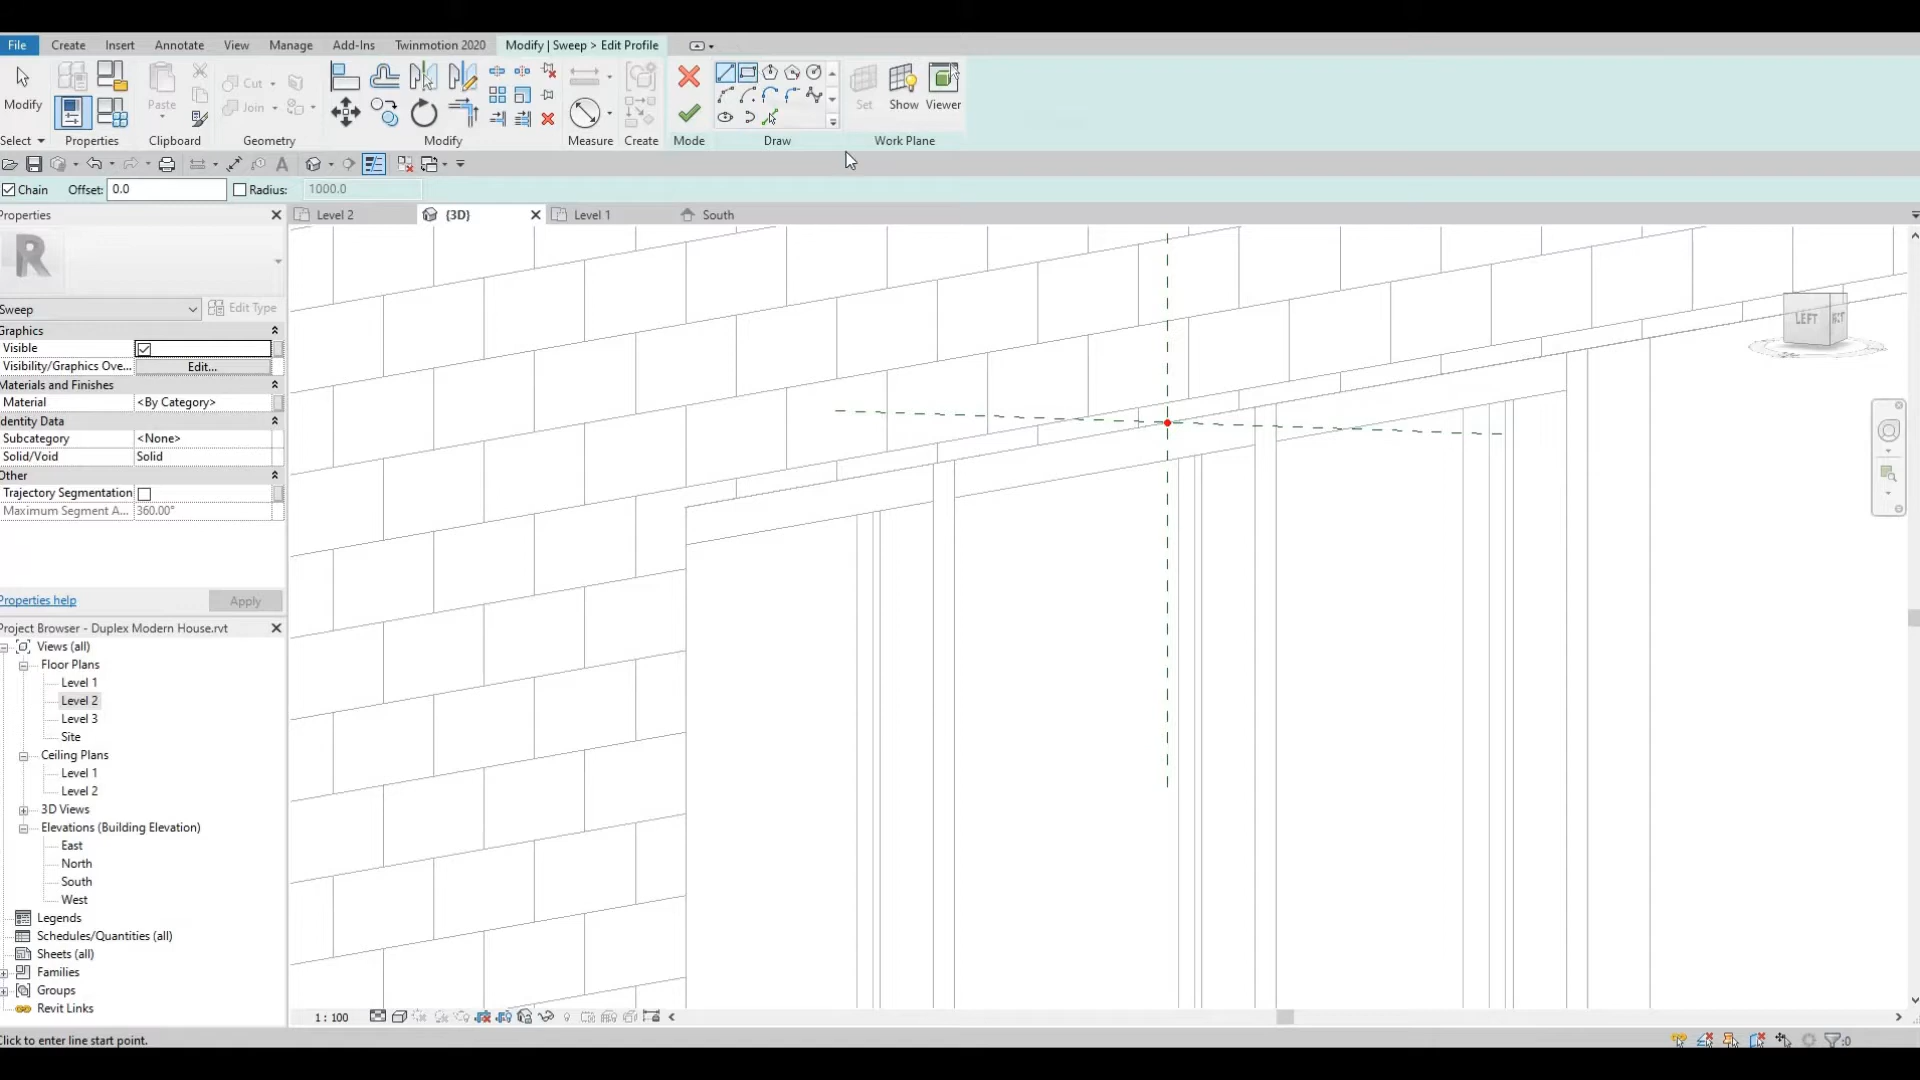 File Create Insert Annotate View Manage Add-Ins Twinmotion 2020 Modify | Sweep > Edit Profile
Cut
Join
Modify Paste Set Show Viewer
Select Properties Clipboard Geometry Modify Measure Create Mode Draw Work Plane
Chain Offset: 0.0 Radius: 1000.0
Properties Level 2 {3D} Level 1 South
R
LEFT
Sweep Edit Type
Graphics
Visible
Visibility/Graphics Ove... Edit...
Materials and Finishes
Material <By Category>
Identity Data
Subcategory <None>
Solid/Void Solid
Other
Trajectory Segmentation
Maximum Segment A... 360.00°
Properties help Apply
Project Browser - Duplex Modern House.rvt
Views (all)
Floor Plans
Level 1
Level 2
Level 3
Site
Ceiling Plans
Level 1
Level 2
3D Views
Elevations (Building Elevation)
East
North
South
West
Legends
Schedules/Quantities (all)
Sheets (all)
Families
Groups
Revit Links
1 : 100
Click to enter line start point. :0